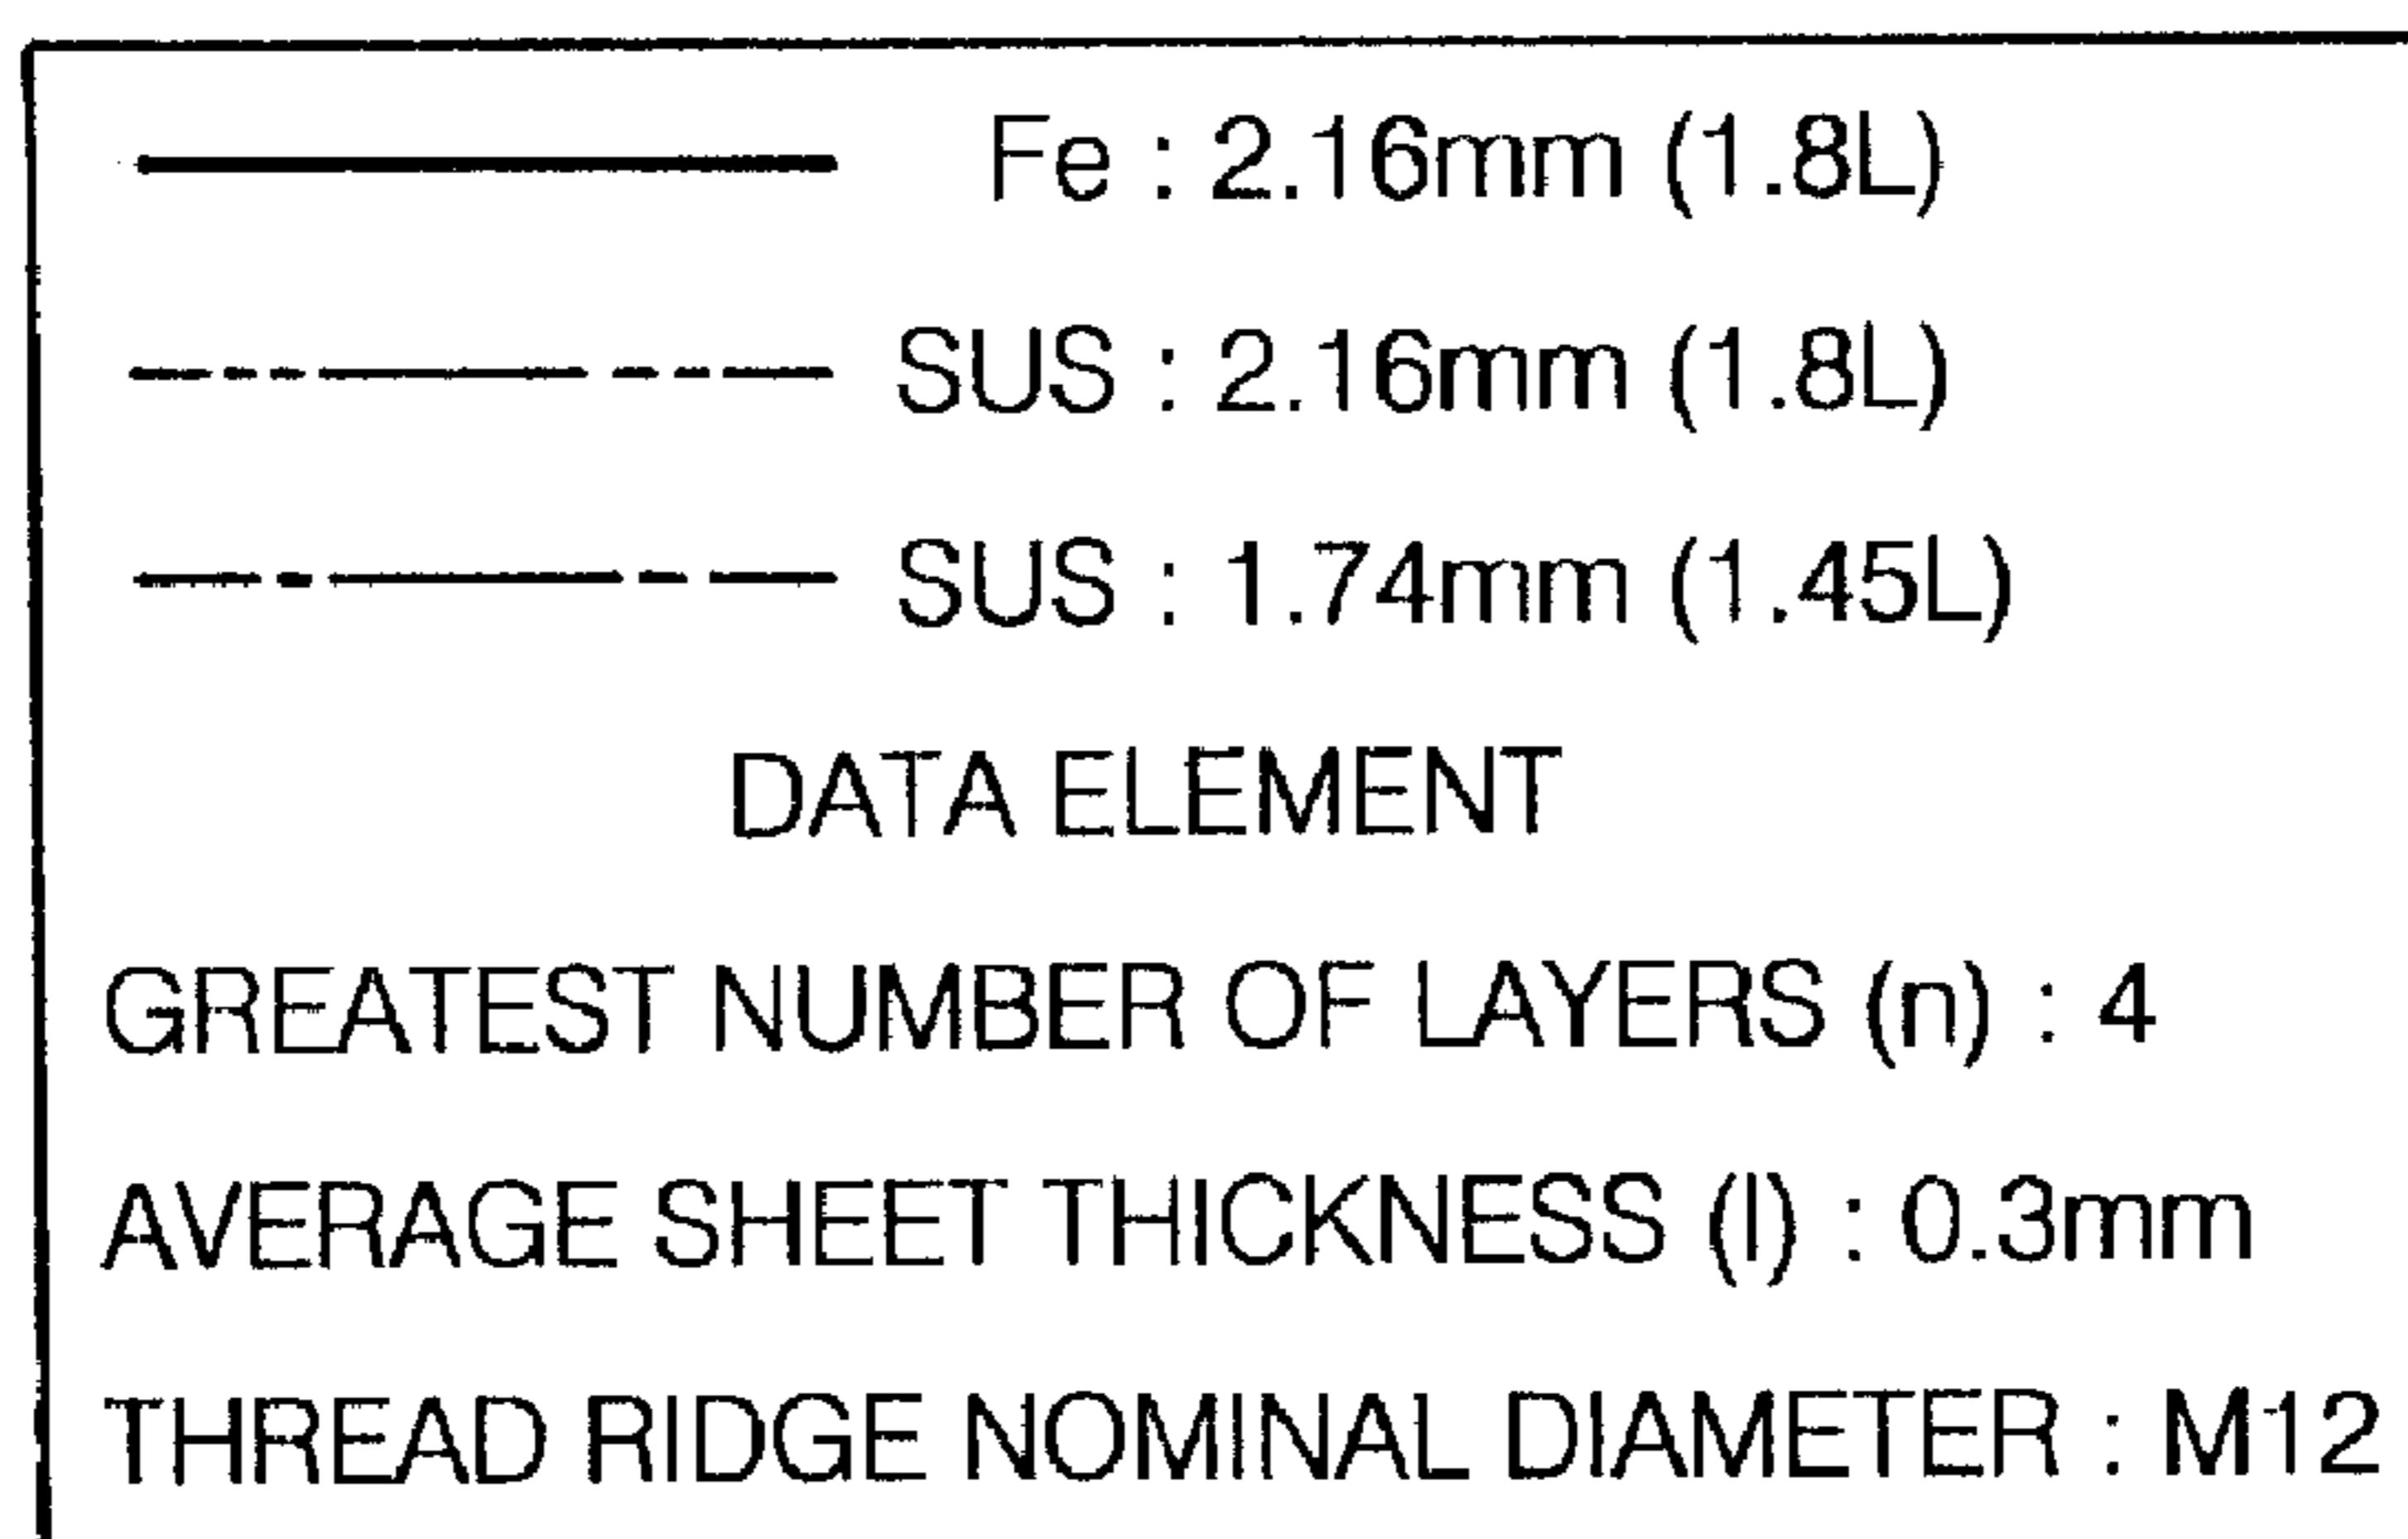 Fe : 2.16mm (1.8L)
SUS : 2.16mm (1.8L)
SUS : 1.74mm (1.45L)
DATA ELEMENT
GREATEST NUMBER OF LAYERS (n) : 4
AVERAGE SHEET THICKNESS (l) : 0.3mm
THREAD RIDGE NOMINAL DIAMETER : M12